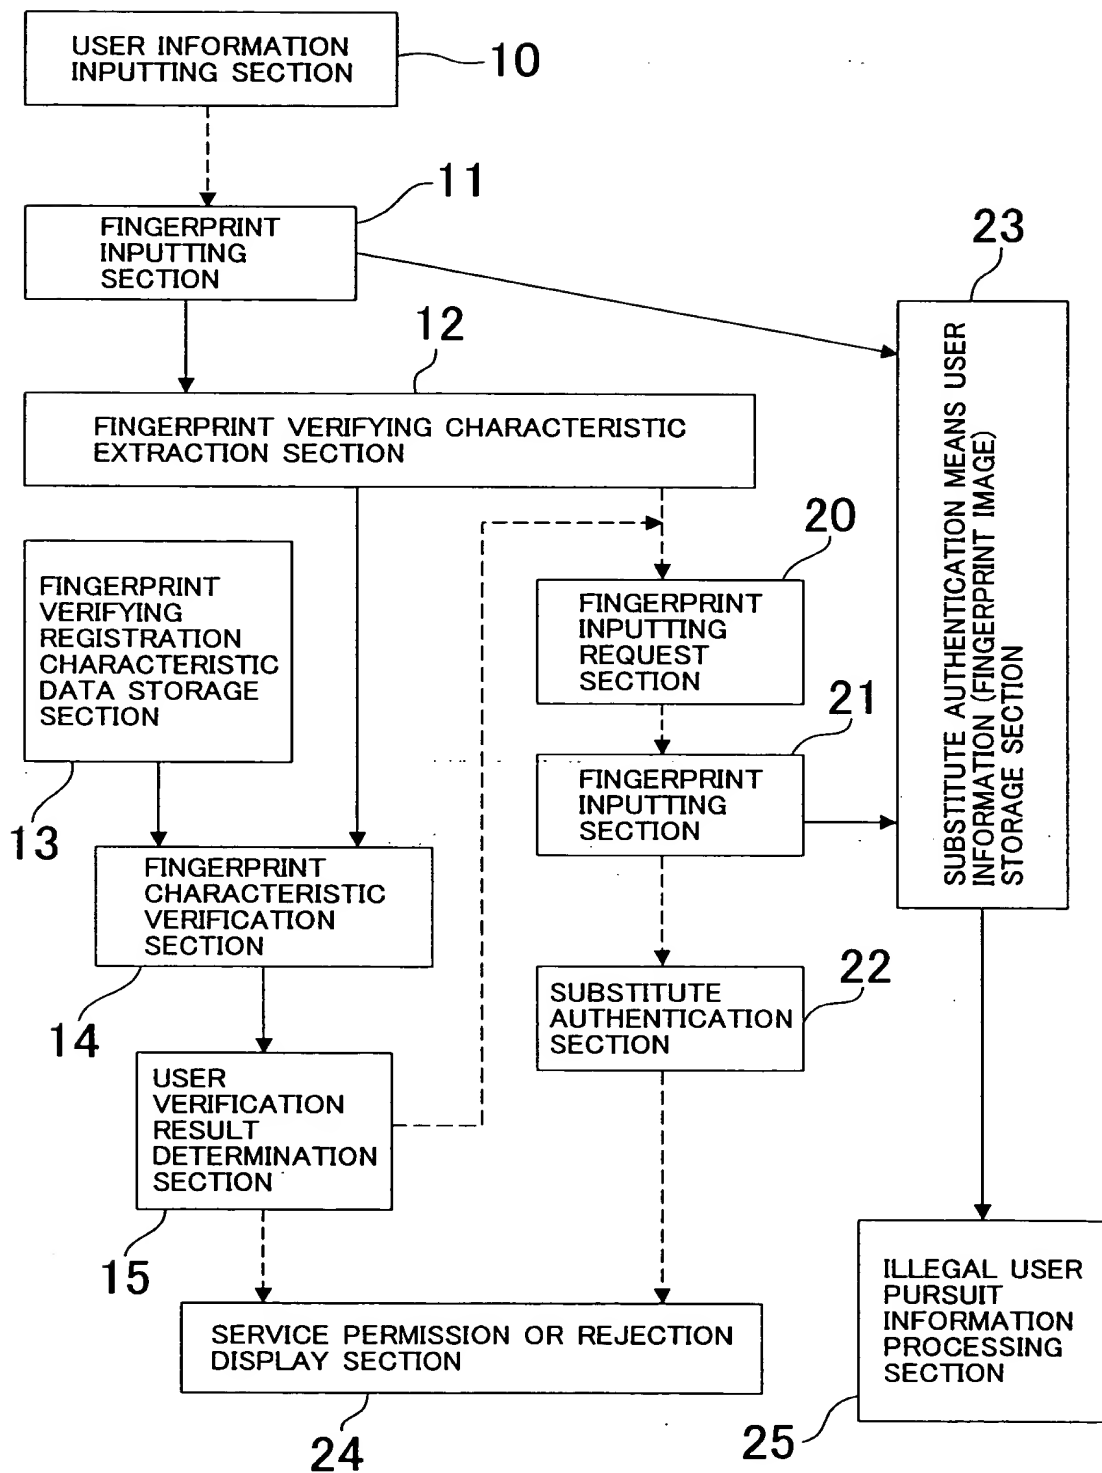 USER INFORMATION
INPUTTING SECTION
10
FINGERPRINT
INPUTTING
SECTION
11
23
12
FINGERPRINT VERIFYING CHARACTERISTIC
EXTRACTION SECTION
SUBSTITUTE AUTHENTICATION MEANS USER
INFORMATION (FINGERPRINT IMAGE)
STORAGE SECTION
20
FINGERPRINT
VERIFYING
REGISTRATION
CHARACTERISTIC
DATA STORAGE
SECTION
13
FINGERPRINT
INPUTTING
REQUEST
SECTION
21
FINGERPRINT
INPUTTING
SECTION
FINGERPRINT
CHARACTERISTIC
VERIFICATION
SECTION
14
22
SUBSTITUTE
AUTHENTICATION
SECTION
USER
VERIFICATION
RESULT
DETERMINATION
SECTION
15
SERVICE PERMISSION OR REJECTION
DISPLAY SECTION
24
ILLEGAL USER
PURSUIT
INFORMATION
PROCESSING
SECTION
25